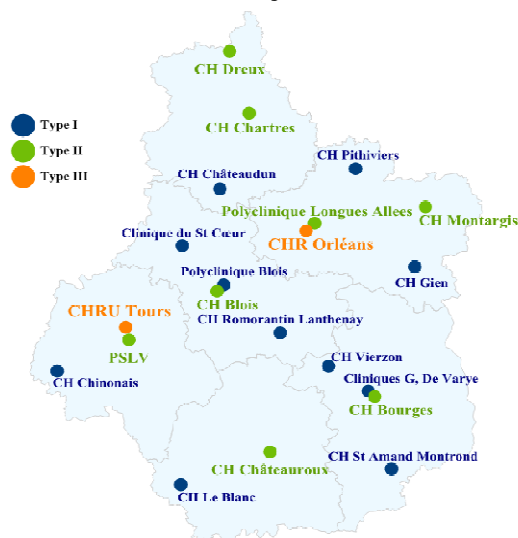 CH Dreux
Type I
CH Chartres
Type II
CH Pithiviers
Type III
CH Châteaudun
Polyclinique Longues Allees
CH Montargis
Clinique du St Cœur
CHR Orléans
Polyclinique Blois
CH Gien
CH Blois
CHRU Tours
CH Romorantin Lanthenay
PSLV
CH Vierzon
CH Chinonais
Cliniques G, De Varye
CH Bourges
CH St Amand Montrond
CH Châteauroux
CH Le Blanc